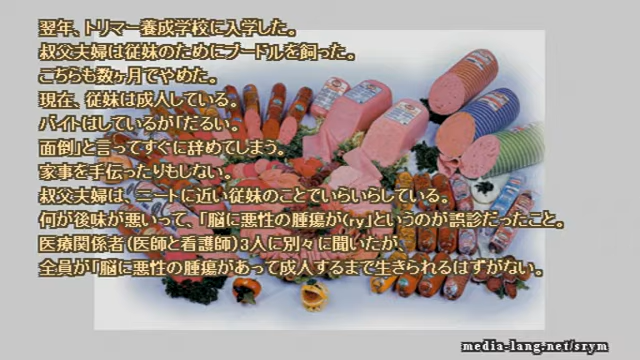 翌年、トリマー養成学校に入学した。
叔父夫婦は従妹のためにプードルを飼った。
こちらも数ヶ月でやめた。
現在、従妹は成人している。
バイトはしているが「だるい。
面倒」と言ってすぐに辞めてしまう。
家事を手伝ったりもしない。
叔父夫婦は、ニートに近い従妹のことでいらいらしている。
何が後味が悪いって、「脳に悪性の腫瘍が(ry」というのが誤診だったこと。
医療関係者(医師と看護師)3人に別々に聞いたが、
全員が「脳に悪性の腫瘍があって成人するまで生きられるはずがない。
media-lang.net/srym